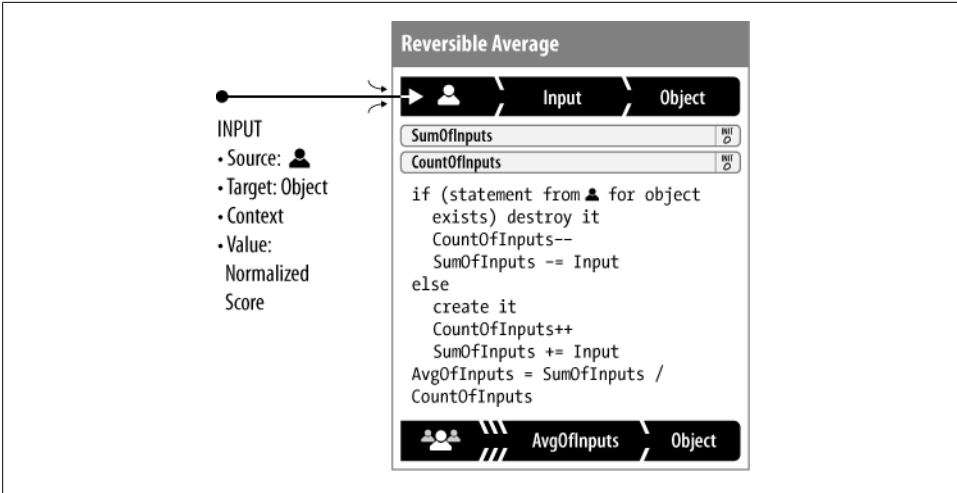 Reversible Average
Input
Object
INPUT
• Source:
• Target: Object
• Context
• Value:
Normalized
Score
SumOfInputs
INIT
0
CountOfInputs
INIT
0
if (statement from for object
exists) destroy it
CountOfInputs--
SumOfInputs -= Input
else
create it
CountOfInputs++
SumOfInputs += Input
AvgOfInputs = SumOfInputs /
CountOfInputs
AvgOfInputs
Object